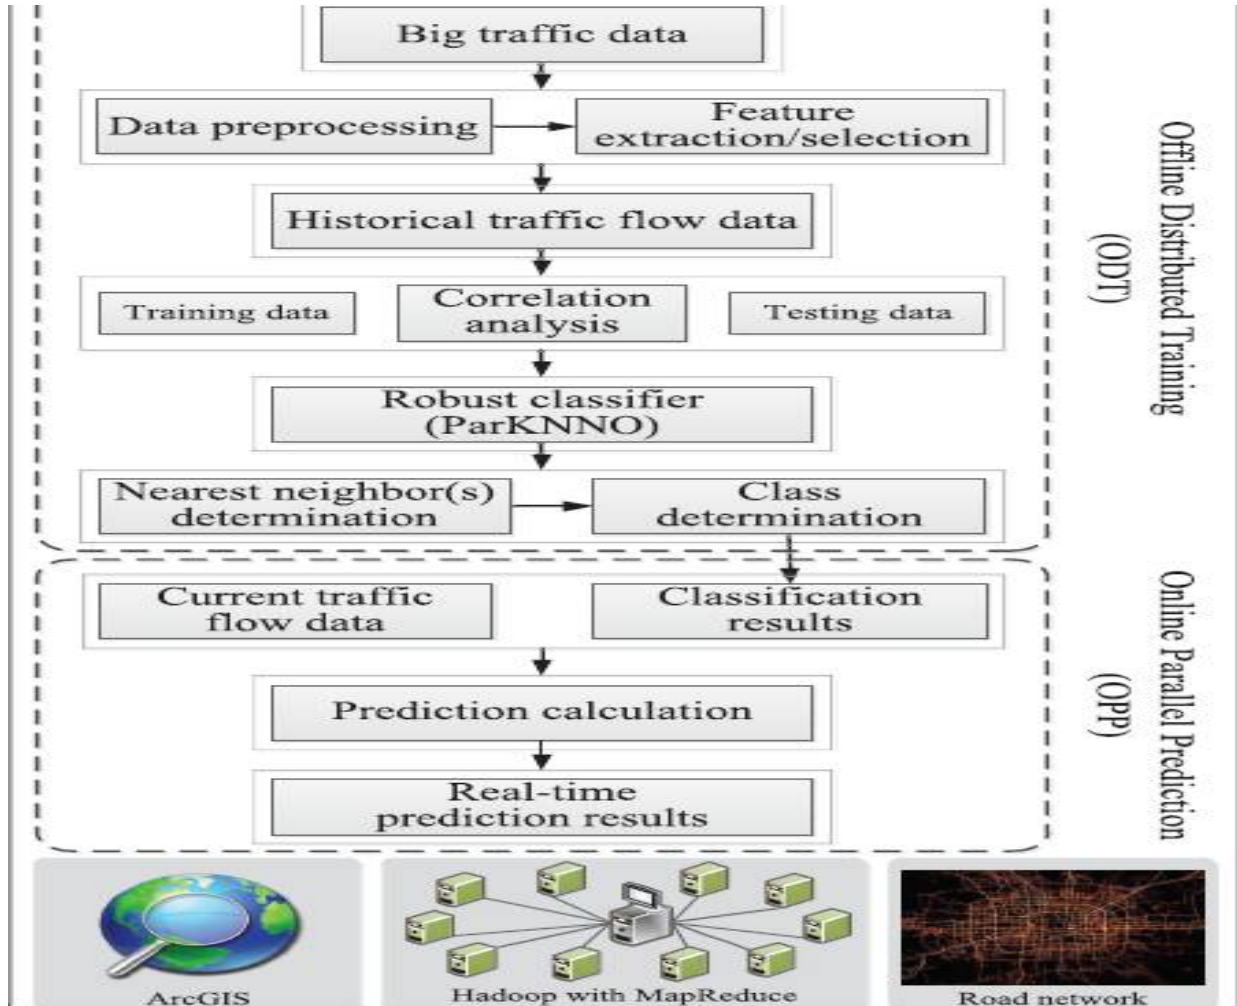 Big traffic data
Data preprocessing
Feature
extraction/selection
Historical traffic flow data
Training data
Correlation
analysis
Testing data
Robust classifier
(ParKNNO)
Nearest neighbor(s)
determination
Class
determination
Offline Distributed Training
(ODT)
Current traffic
flow data
Classification
results
Prediction calculation
Real-time
prediction results
Online Parallel Prediction
(OPP)
ArcGIS
Hadoop with MapReduce
Road network